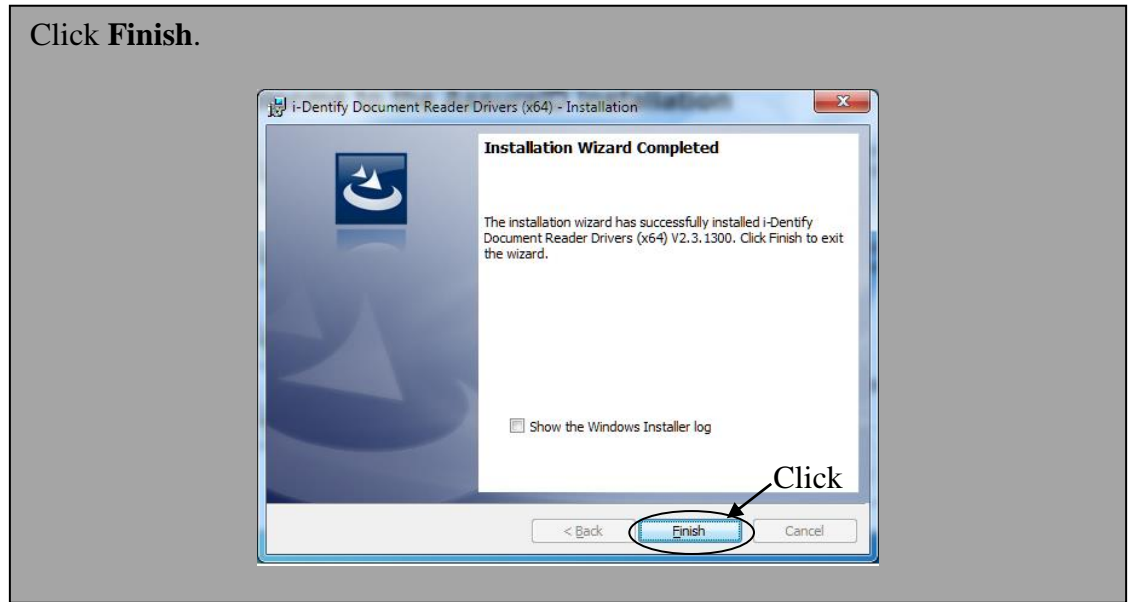 Click Finish.
i-Dentify Document Reader Drivers (x64) - Installation
Installation Wizard Completed
The installation wizard has successfully installed i-Dentify
Document Reader Drivers (x64) V2.3.1300. Click Finish to exit
the wizard.
Show the Windows Installer log
Click
< Back Finish Cancel